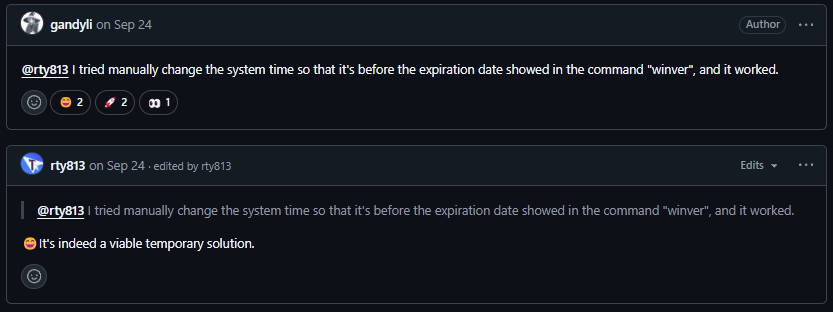 gandyli on Sep 24 Author
@rty813 I tried manually change the system time so that it's before the expiration date showed in the command "winver", and it worked.
2 2 1
rty813 on Sep 24 · edited by rty813 Edits
@rty813 I tried manually change the system time so that it's before the expiration date showed in the command "winver", and it worked.
😅It's indeed a viable temporary solution.